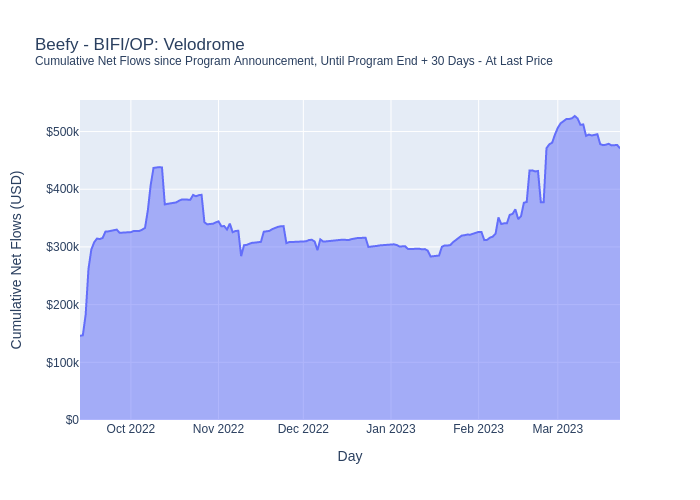 Beefy - BIFI/OP: Velodrome
Cumulative Net Flows since Program Announcement, Until Program End + 30 Days - At Last Price
Cumulative Net Flows (USD)
$500k
$400k
$300k
$200k
$100k
$0
Oct 2022
Nov 2022
Dec 2022
Jan 2023
Feb 2023
Mar 2023
Day